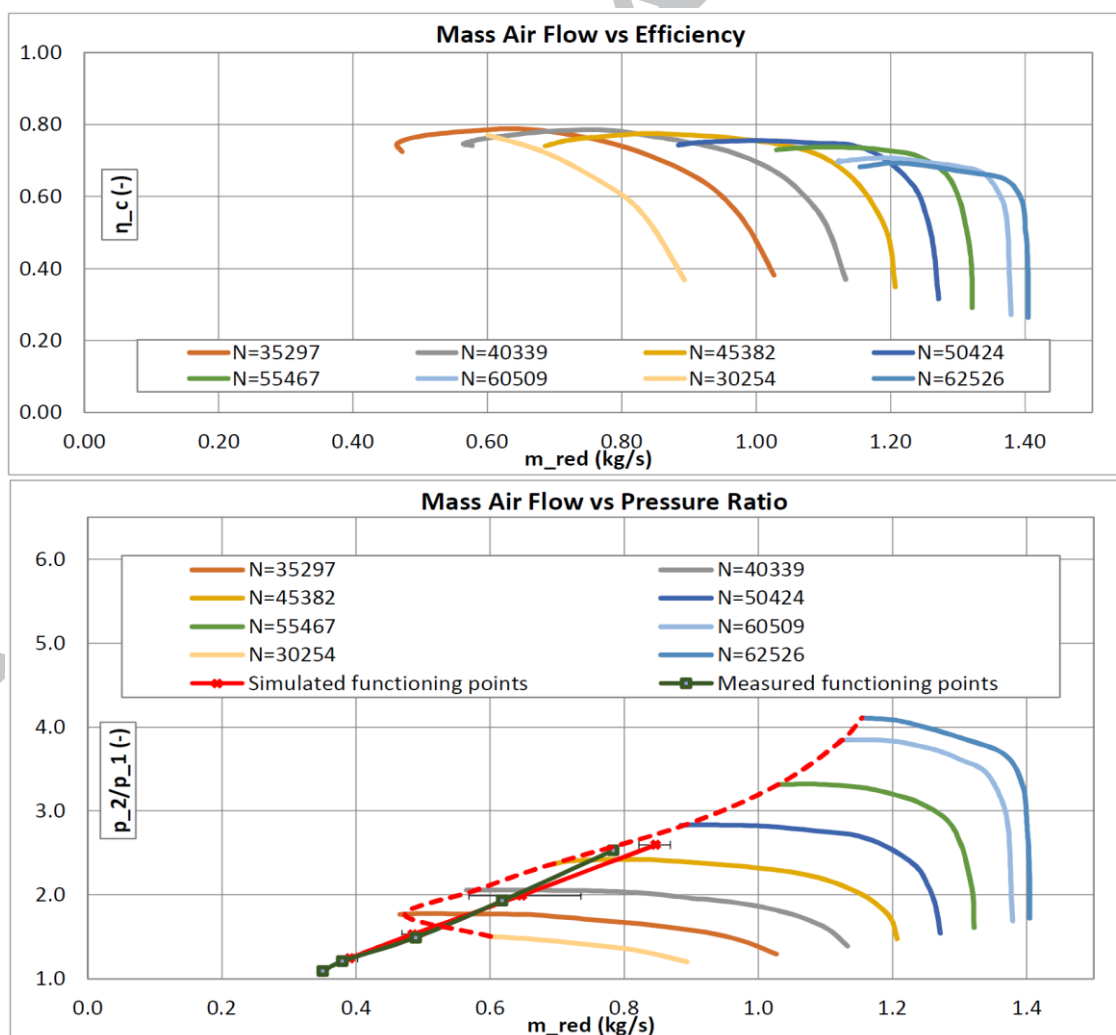 Mass Air Flow vs Efficiency
1.00
0.80
0.60
0.40
0.20
0.00
η_c (-)
N=35297 N=40339 N=45382 N=50424
N=55467 N=60509 N=30254 N=62526
0.00 0.20 0.40 0.60 0.80 1.00 1.20 1.40
m_red (kg/s)
Mass Air Flow vs Pressure Ratio
6.0
5.0
4.0
3.0
2.0
1.0
p_2/p_1 (-)
N=35297 N=40339
N=45382 N=50424
N=55467 N=60509
N=30254 N=62526
Simulated functioning points Measured functioning points
0.0 0.2 0.4 0.6 0.8 1.0 1.2 1.4
m_red (kg/s)